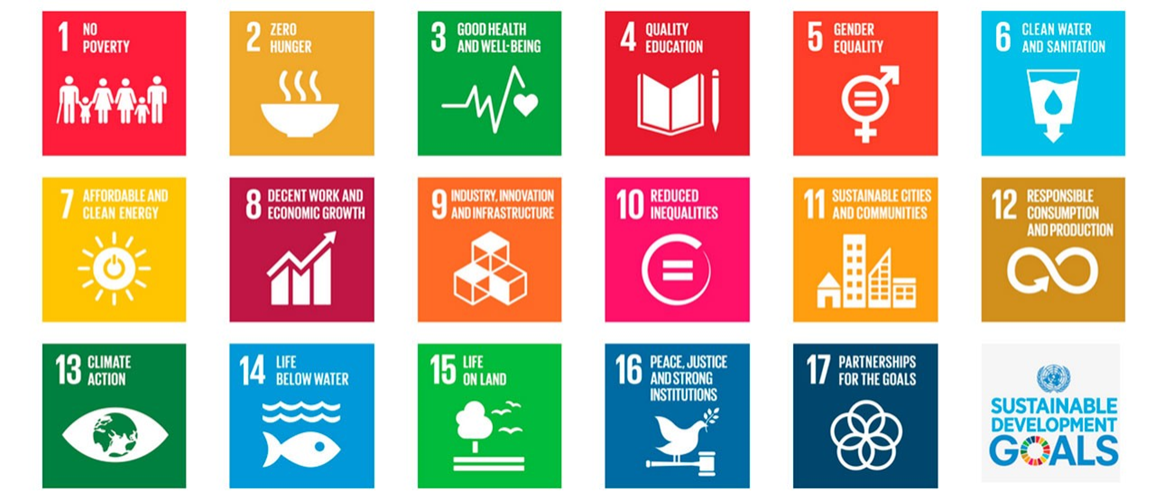 1 NO
POVERTY
2 ZERO
HUNGER
3 GOOD HEALTH
AND WELL-BEING
4 QUALITY
EDUCATION
5 GENDER
EQUALITY
6 CLEAN WATER
AND SANITATION
7 AFFORDABLE AND
CLEAN ENERGY
8 DECENT WORK AND
ECONOMIC GROWTH
9 INDUSTRY, INNOVATION
AND INFRASTRUCTURE
10 REDUCED
INEQUALITIES
11 SUSTAINABLE CITIES
AND COMMUNITIES
12 RESPONSIBLE
CONSUMPTION
AND PRODUCTION
13 CLIMATE
ACTION
14 LIFE
BELOW WATER
15 LIFE
ON LAND
16 PEACE, JUSTICE
AND STRONG
INSTITUTIONS
17 PARTNERSHIPS
FOR THE GOALS
SUSTAINABLE
DEVELOPMENT
GOALS